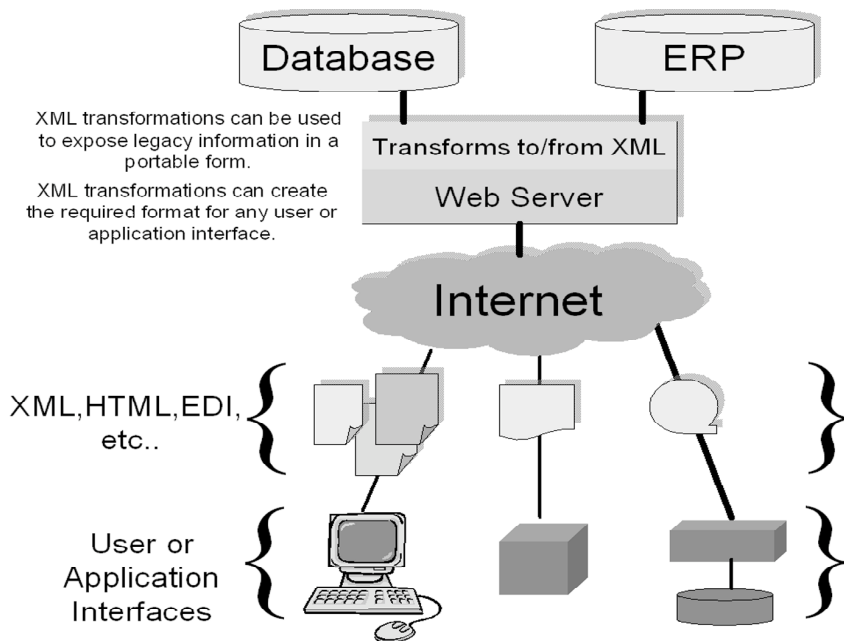 Database
ERP
XML transformations can be used
to expose legacy information in a
portable form.
XML transformations can create
the required format for any user or
application interface.
Transforms to/from XML
Web Server
Internet
XML,HTML,EDI,
etc..
User or
Application
Interfaces